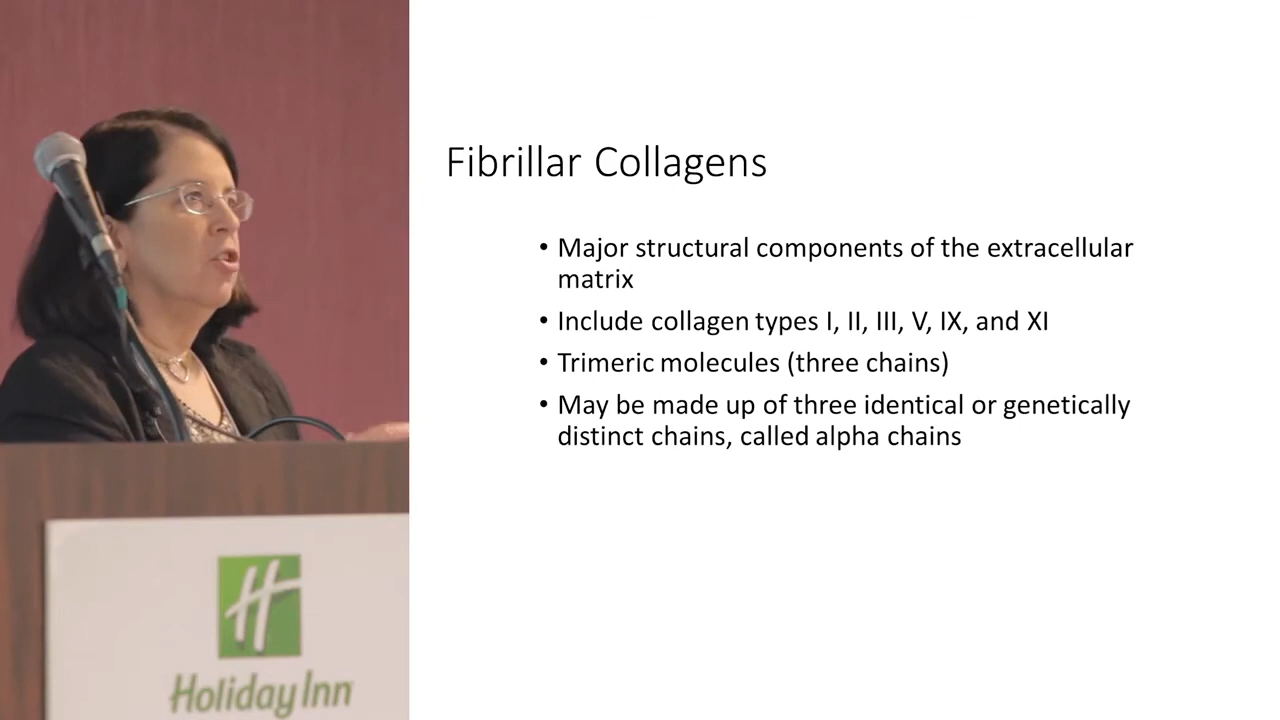 Fibrillar Collagens
• Major structural components of the extracellular
matrix
• Include collagen types I, II, III, V, IX, and XI
• Trimeric molecules (three chains)
• May be made up of three identical or genetically
distinct chains, called alpha chains
H
Holiday Inn